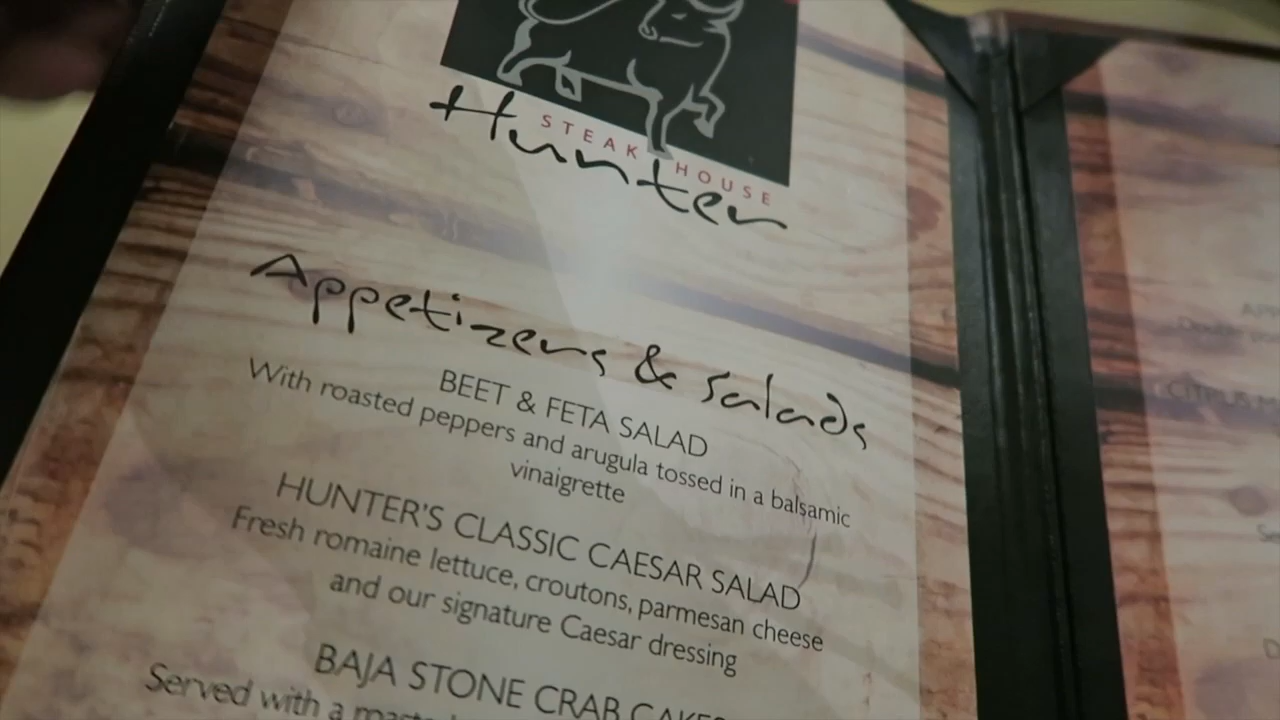 STEAK HOUSE
Hunter
Appetizers & Salads
BEET & FETA SALAD
With roasted peppers and arugula tossed in a balsamic
vinaigrette
HUNTER'S CLASSIC CAESAR SALAD
Fresh romaine lettuce, croutons, parmesan cheese
and our signature Caesar dressing
BAJA STONE CRAB CAKES
Served with a